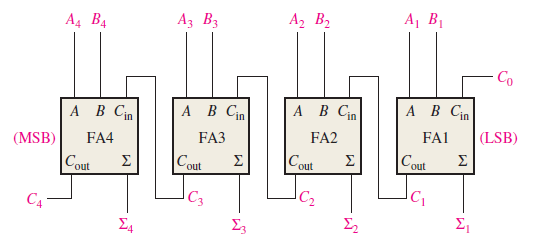 A₄ B₄ A₃ B₃ A₂ B₂ A₁ B₁
C₀
A B Cin A B Cin A B Cin A B Cin
(MSB) FA4 FA3 FA2 FA1 (LSB)
Cout Σ Cout Σ Cout Σ Cout Σ
C₄ C₃ C₂ C₁
Σ₄ Σ₃ Σ₂ Σ₁